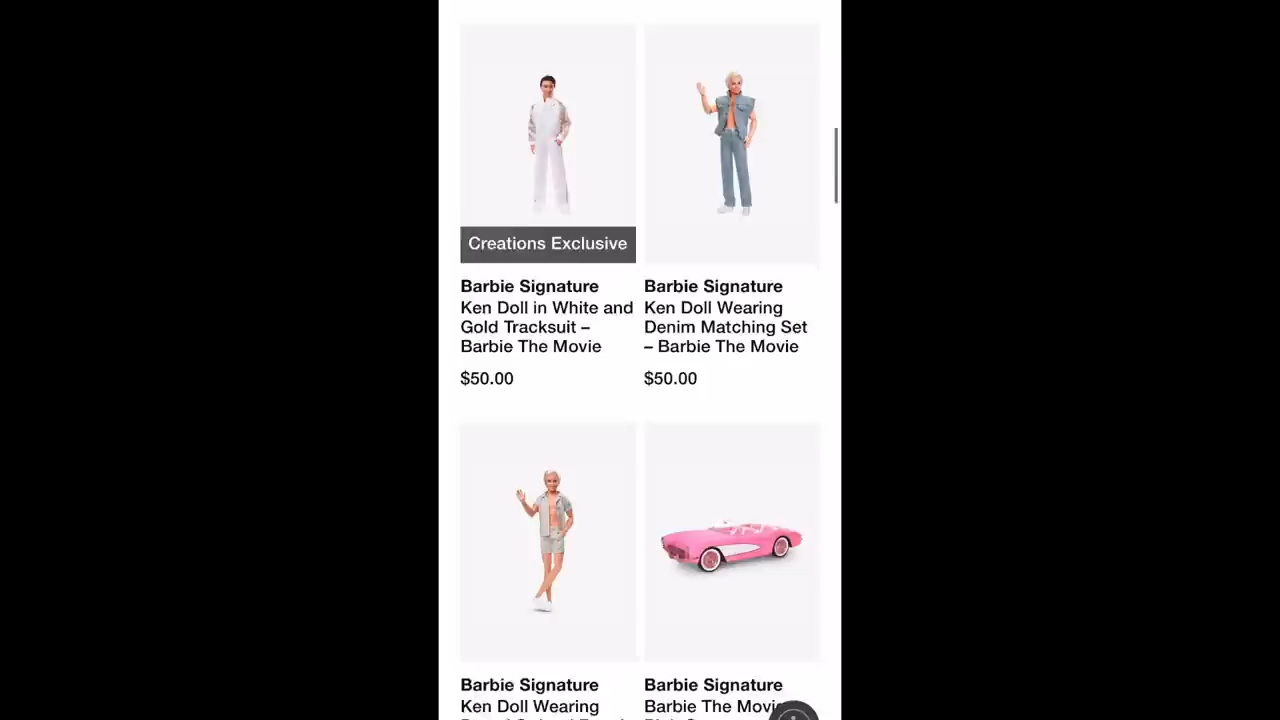 Creations Exclusive
Barbie Signature
Ken Doll in White and
Gold Tracksuit –
Barbie The Movie
$50.00
Barbie Signature
Ken Doll Wearing
Denim Matching Set
– Barbie The Movie
$50.00
Barbie Signature
Ken Doll Wearing
Barbie Signature
Barbie The Movie